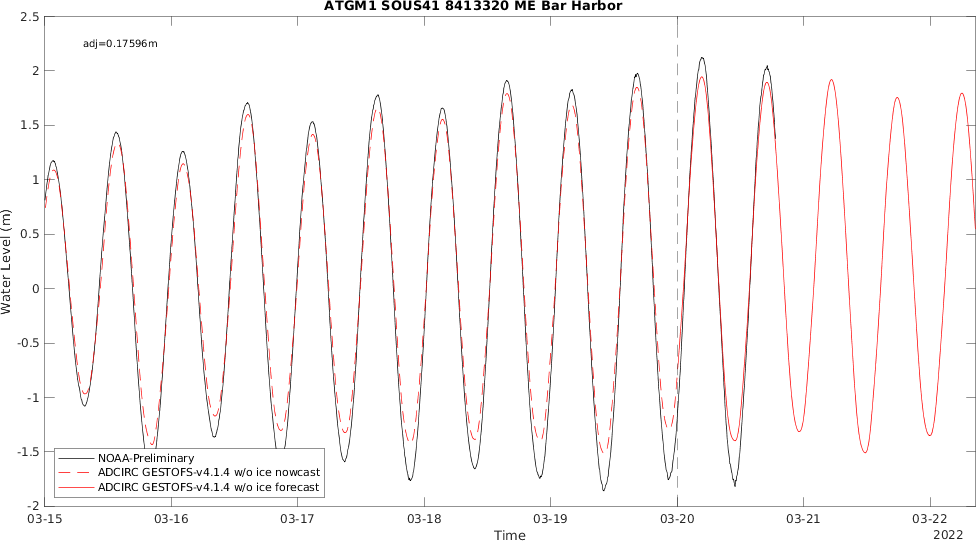 ATGM1 SOUS41 8413320 ME Bar Harbor
adj=0.17596m
2.5
2
1.5
1
0.5
0
-0.5
-1
-1.5
-2
Water Level (m)
NOAA-Preliminary
ADCIRC GESTOFS-v4.1.4 w/o ice nowcast
ADCIRC GESTOFS-v4.1.4 w/o ice forecast
03-15 03-16 03-17 03-18 03-19 03-20 03-21 03-22
Time
2022